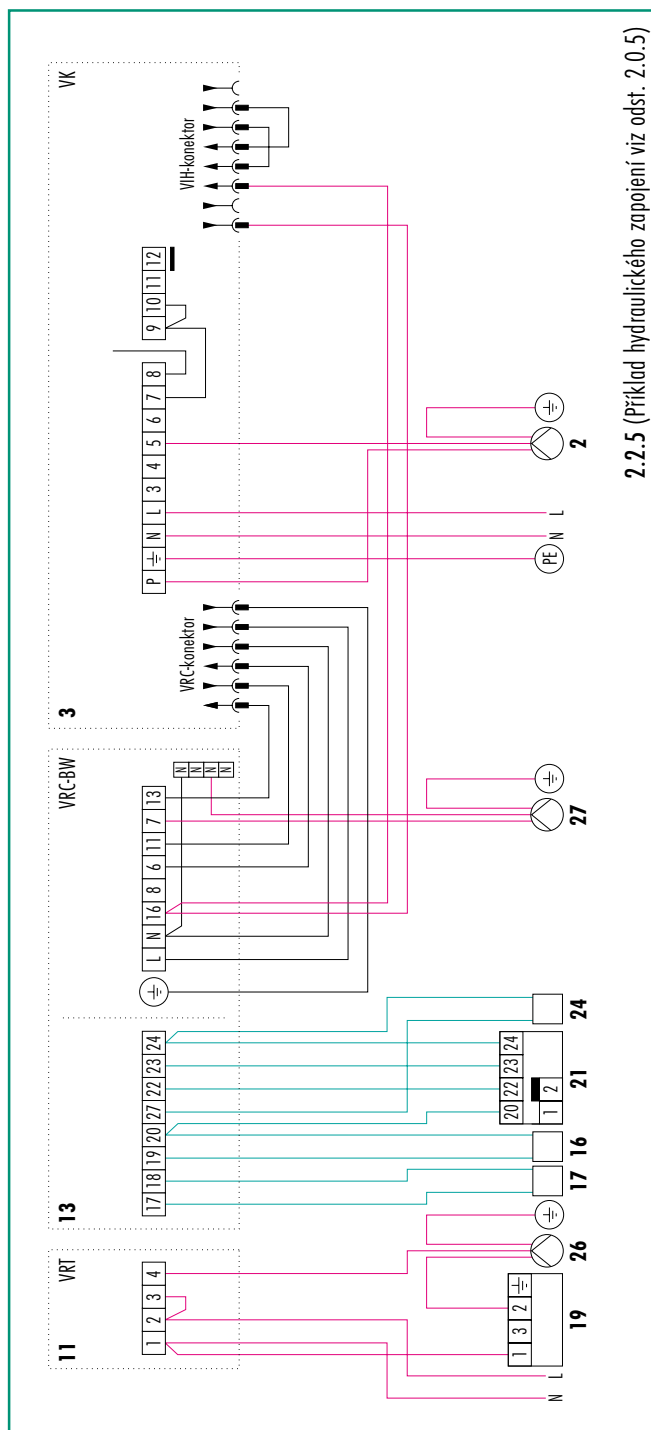 11
VRT
1 2 3 4
N
L
1 3 2
19
26
13
17 18 19 20 27 22 23 24
17
16
20 22 23 24
1 2
21
24
VRC-BW
L N 16 8 6 11 7 13
N N N N
27
3
VK
VRC-konektor
P N L 3 4 5 6 7 8
9 10 11 12
VIH-konektor
PE
N
L
2
2.2.5 (Příklad hydraulického zapojení viz odst. 2.0.5)